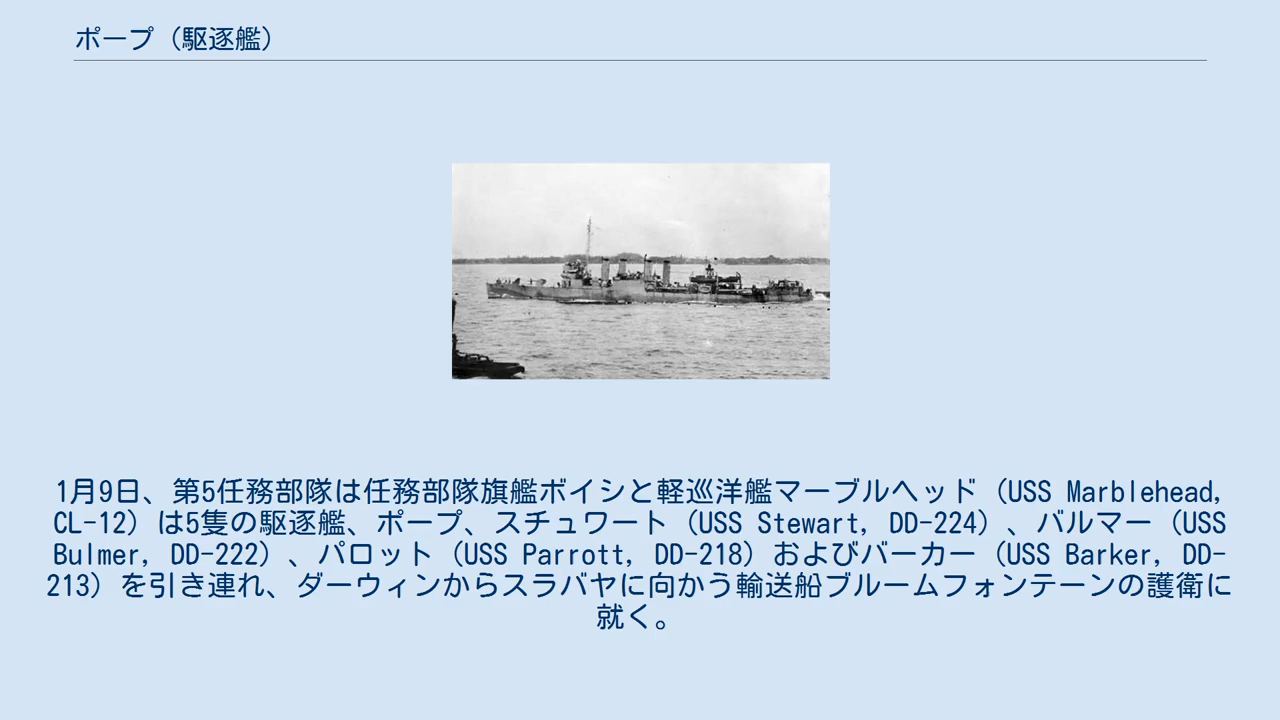 ポープ（駆逐艦）
1月9日、第5任務部隊は任務部隊旗艦ボイシと軽巡洋艦マーブルヘッド（USS Marblehead,
CL-12）は5隻の駆逐艦、ポープ、スチュワート（USS Stewart, DD-224）、バルマー（USS
Bulmer, DD-222）、パロット（USS Parrott, DD-218）およびバーカー（USS Barker, DD-
213）を引き連れ、ダーウィンからスラバヤに向かう輸送船ブルームフォンテーンの護衛に
就く。